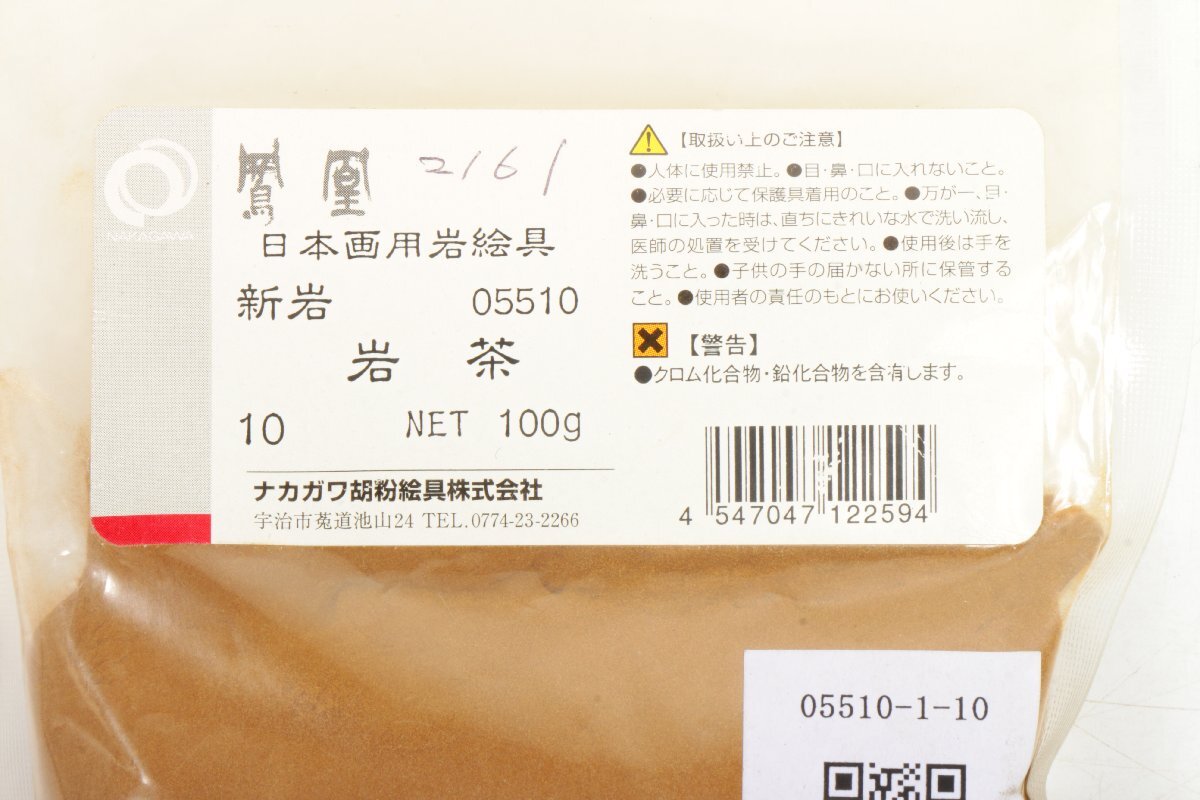 NAKAGAWA
鳳凰 2161
日本画用岩絵具
新岩 05510
岩 茶
10 NET 100g
ナカガワ胡粉絵具株式会社
宇治市菟道池山24 TEL.0774-23-2266
【取扱い上のご注意】
●人体に使用禁止。●目・鼻・口に入れないこと。
●必要に応じて保護具着用のこと。●万が一、目・
鼻・口に入った時は、直ちにきれいな水で洗い流し、
医師の処置を受けてください。●使用後は手を
洗うこと。●子供の手の届かない所に保管する
こと。●使用者の責任のもとにお使いください。
【警告】
●クロム化合物・鉛化合物を含有します。
4 547047 122594
05510-1-10